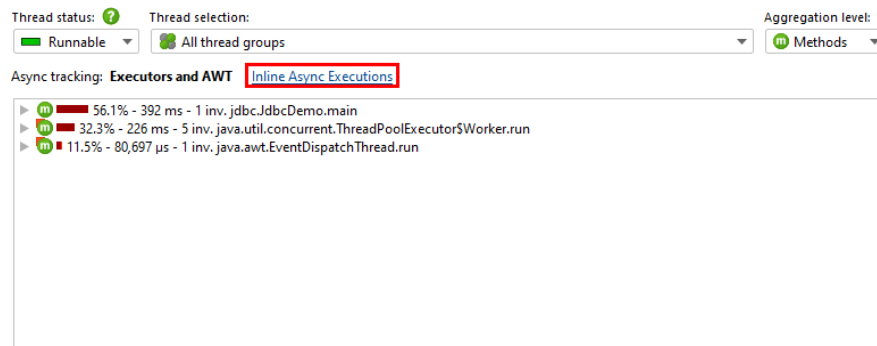 Thread status: ? Thread selection: Aggregation level:
Runnable All thread groups m Methods
Async tracking: Executors and AWT Inline Async Executions
m 56.1% - 392 ms - 1 inv. jdbc.JdbcDemo.main
m 32.3% - 226 ms - 5 inv. java.util.concurrent.ThreadPoolExecutor$Worker.run
m 11.5% - 80,697 µs - 1 inv. java.awt.EventDispatchThread.run